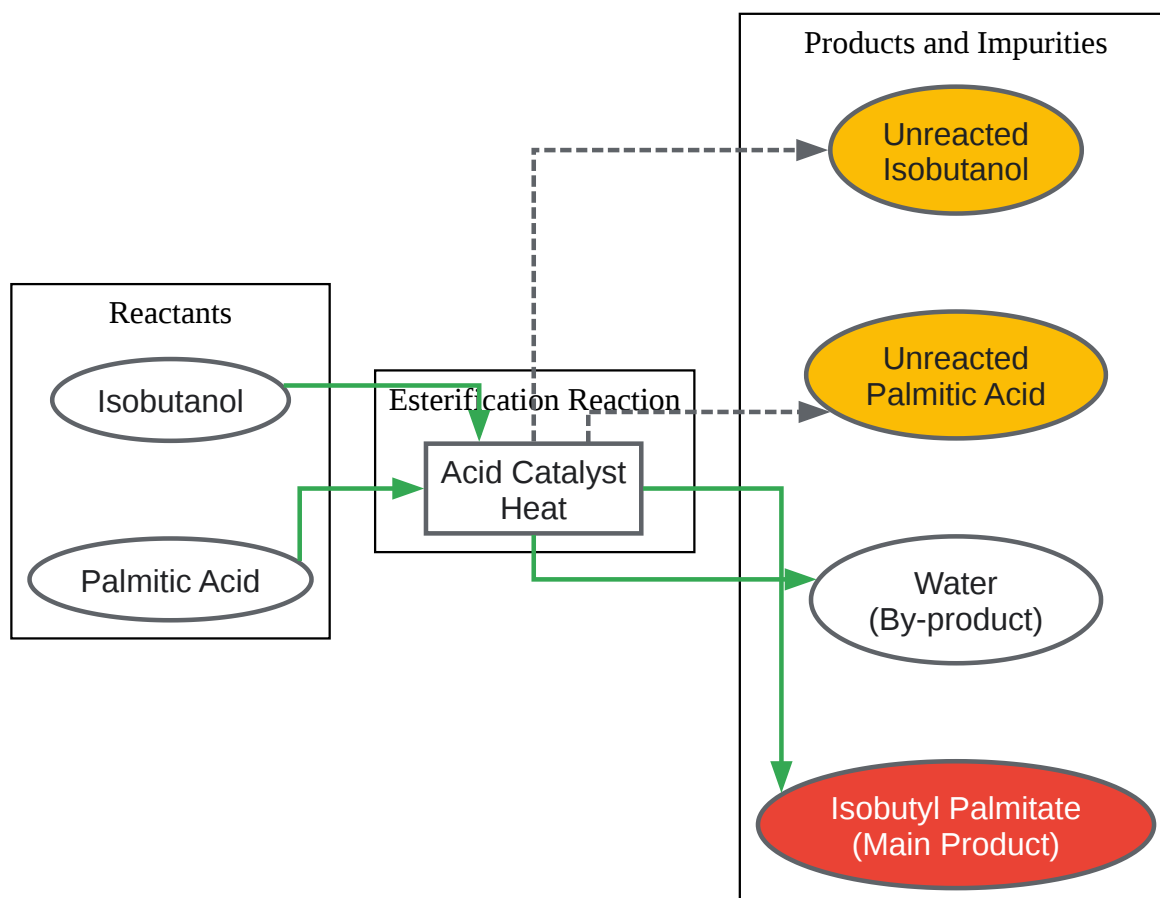 Products and Impurities
Unreacted
Isobutanol
Reactants
Isobutanol
Unreacted
Palmitic Acid
Esterification Reaction
Acid Catalyst
Heat
Palmitic Acid
Water
(By-product)
Isobutyl Palmitate
(Main Product)